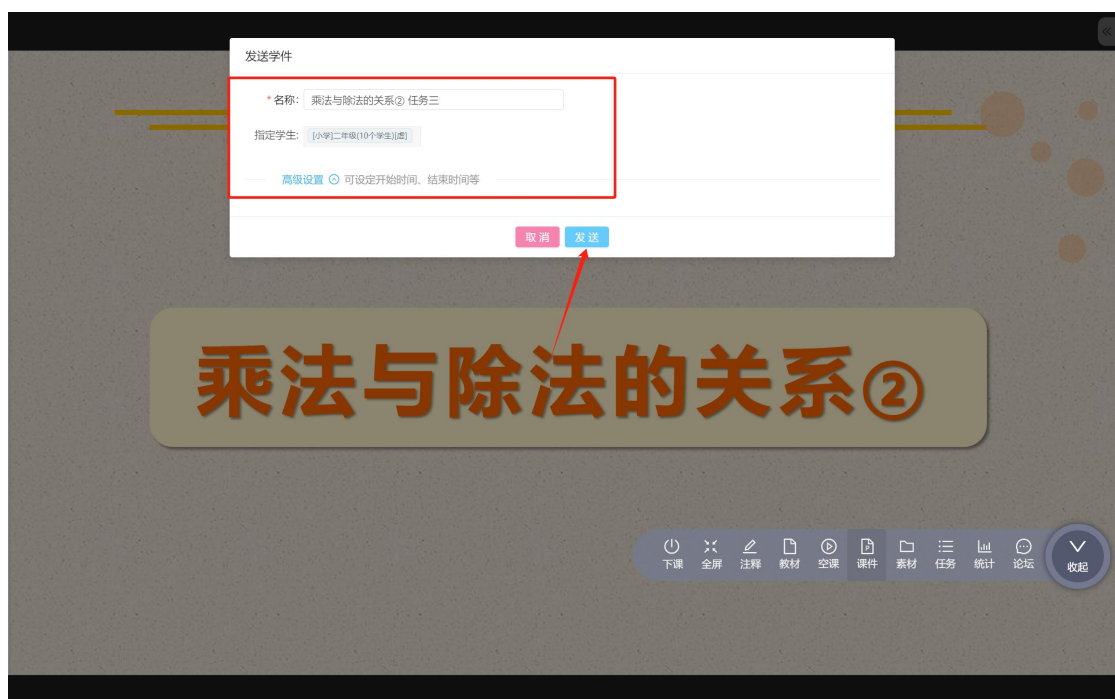 发送学件
* 名称: 乘法与除法的关系② 任务三
指定学生: [小学]二年级(10个学生)[虚]
高级设置 可设定开始时间、结束时间等
取消 发送
乘法与除法的关系②
下课 全屏 注释 教材 空课 课件 素材 任务 统计 论坛 收起